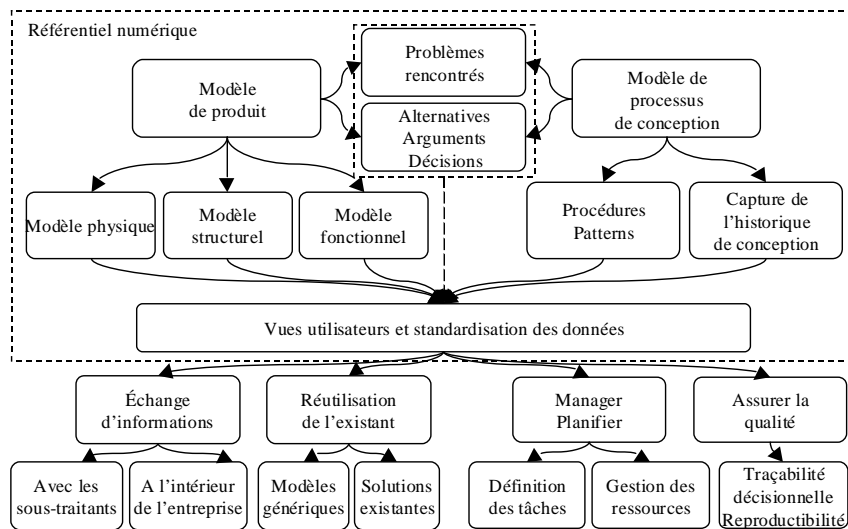 Référentiel numérique
Problèmes
rencontrés
Modèle
de produit
Modèle de
processus
de conception
Alternatives
Arguments
Décisions
Modèle physique
Modèle
structurel
Modèle
fonctionnel
Procédures
Patterns
Capture de
l’historique
de conception
Vues utilisateurs et standardisation des données
Échange
d’informations
Réutilisation
de l’existant
Manager
Planifier
Assurer la
qualité
Avec les
sous-traitants
A l’intérieur
de l’entreprise
Modèles
génériques
Solutions
existantes
Définition
des tâches
Gestion des
ressources
Traçabilité
décisionnelle
Reproductibilité